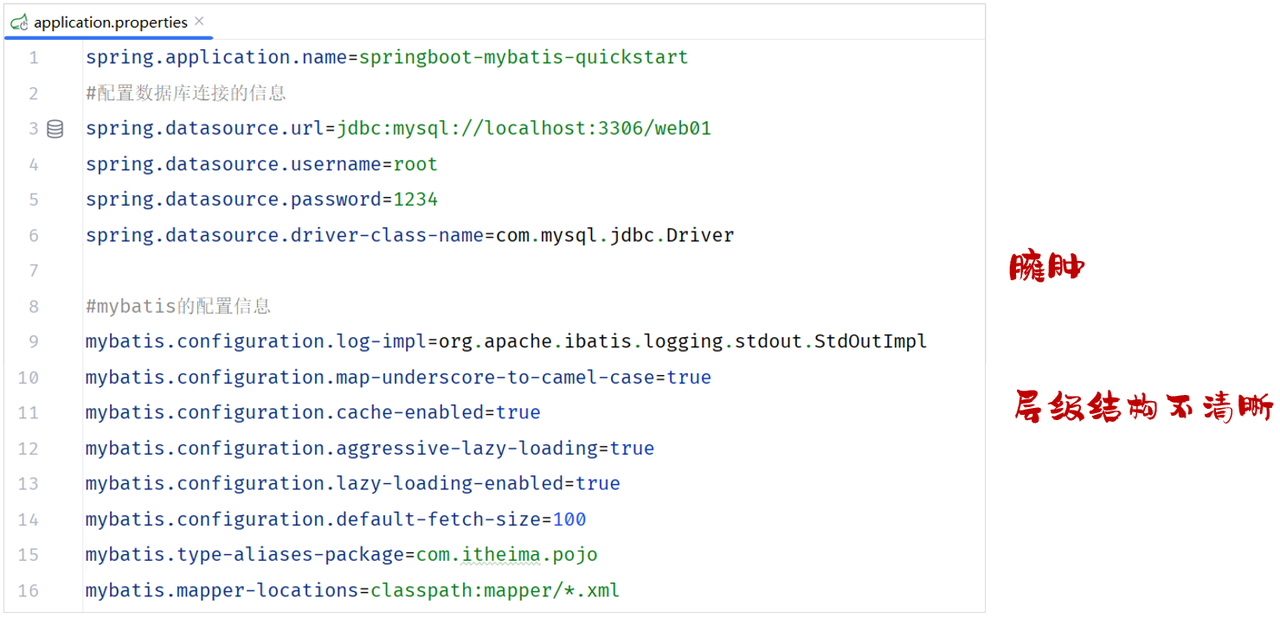 application.properties
1 spring.application.name=springboot-mybatis-quickstart
2 #配置数据库连接的信息
3 spring.datasource.url=jdbc:mysql://localhost:3306/web01
4 spring.datasource.username=root
5 spring.datasource.password=1234
6 spring.datasource.driver-class-name=com.mysql.jdbc.Driver
7
8 #mybatis的配置信息
9 mybatis.configuration.log-impl=org.apache.ibatis.logging.stdout.StdOutImpl
10 mybatis.configuration.map-underscore-to-camel-case=true
11 mybatis.configuration.cache-enabled=true
12 mybatis.configuration.aggressive-lazy-loading=true
13 mybatis.configuration.lazy-loading-enabled=true
14 mybatis.configuration.default-fetch-size=100
15 mybatis.type-aliases-package=com.itheima.pojo
16 mybatis.mapper-locations=classpath:mapper/*.xml
臃肿
层级结构不清晰